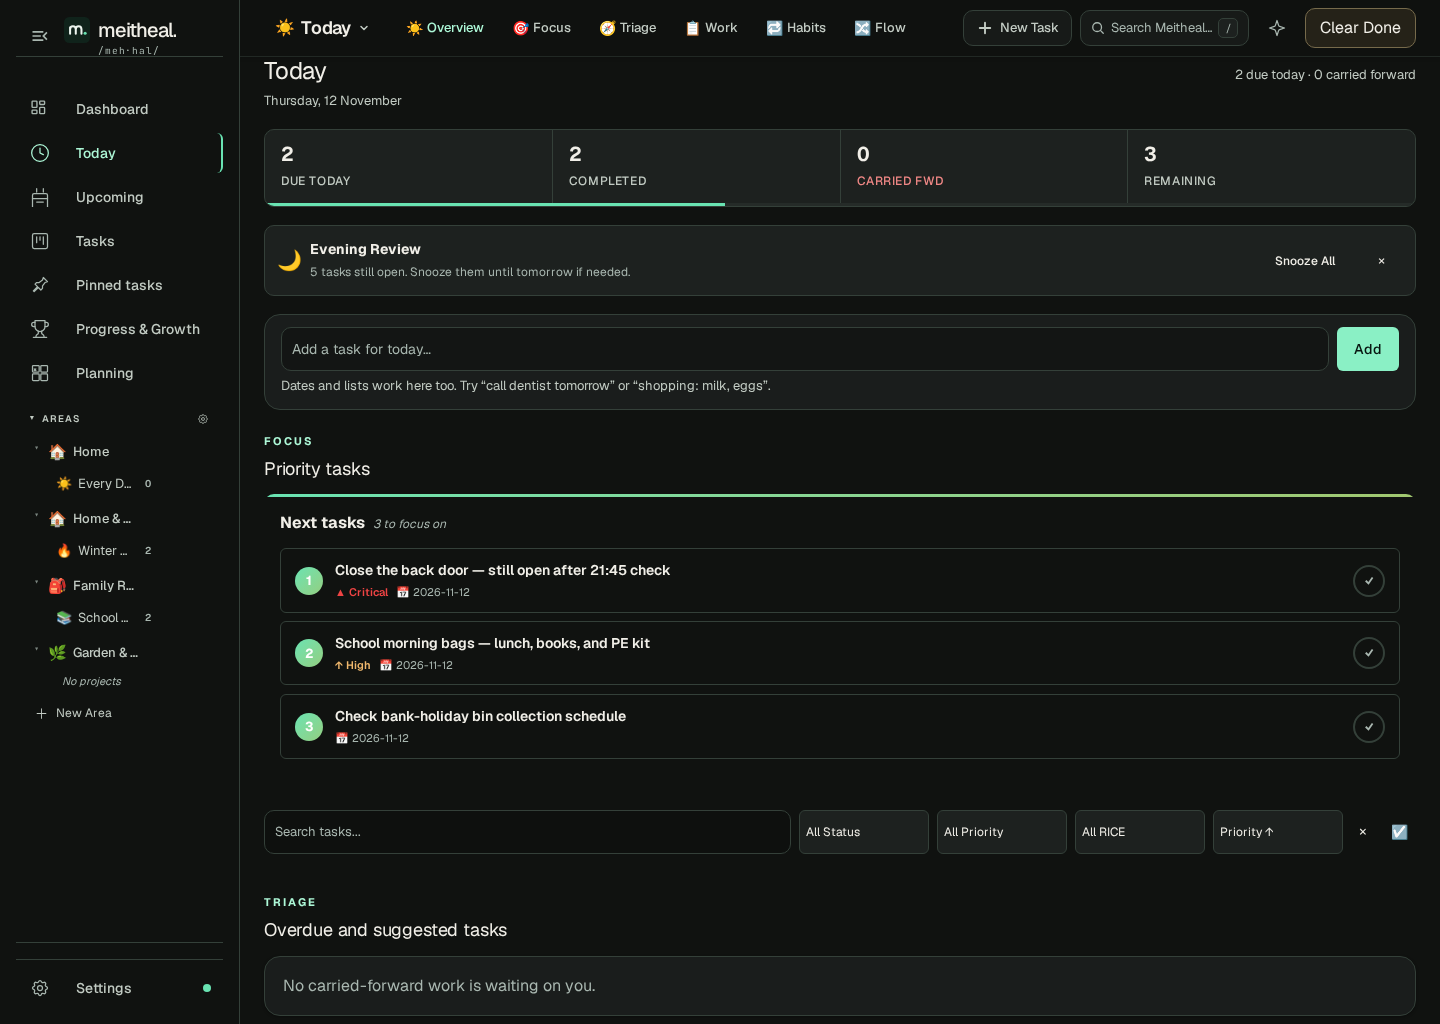 m. meitheal.
/meh·hal/
Dashboard
Today
Upcoming
Tasks
Pinned tasks
Progress & Growth
Planning
AREAS
Home
Every D… 0
Home & …
Winter … 2
Family R…
School … 2
Garden & …
No projects
New Area
Settings
Today
Overview
Focus
Triage
Work
Habits
Flow
New Task
Search Meitheal… /
Clear Done
Today
2 due today · 0 carried forward
Thursday, 12 November
2
DUE TODAY
2
COMPLETED
0
CARRIED FWD
3
REMAINING
Evening Review
5 tasks still open. Snooze them until tomorrow if needed.
Snooze All ×
Add a task for today…
Add
Dates and lists work here too. Try “call dentist tomorrow” or “shopping: milk, eggs”.
FOCUS
Priority tasks
Next tasks 3 to focus on
1
Close the back door — still open after 21:45 check
▲ Critical 2026-11-12
2
School morning bags — lunch, books, and PE kit
↑ High 2026-11-12
3
Check bank-holiday bin collection schedule
2026-11-12
Search tasks...
All Status
All Priority
All RICE
Priority ↑
×
TRIAGE
Overdue and suggested tasks
No carried-forward work is waiting on you.